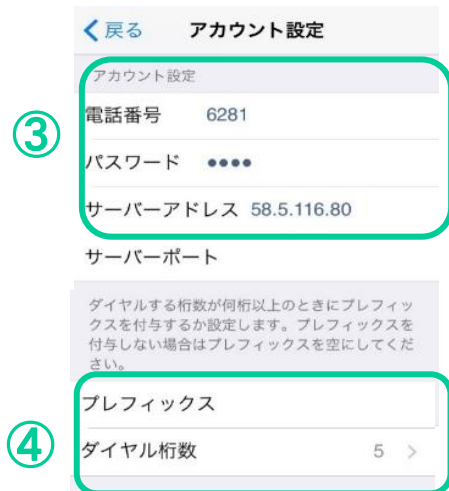 戻る アカウント設定
アカウント設定
③
電話番号 6281
パスワード ••••
サーバーアドレス 58.5.116.80
サーバーポート
ダイヤルする桁数が何桁以上のときにプレフィッ
クスを付与するか設定します。プレフィックスを
付与しない場合はプレフィックスを空にしてくだ
さい。
プレフィックス
④
ダイヤル桁数 5 >